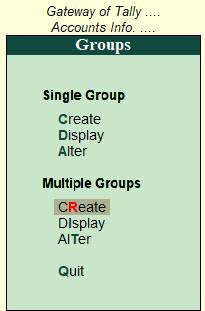 Gateway of Tally ....
Accounts Info. ....
Groups
Single Group
Create
Display
Alter
Multiple Groups
CReate
DIsplay
AlTer
Quit